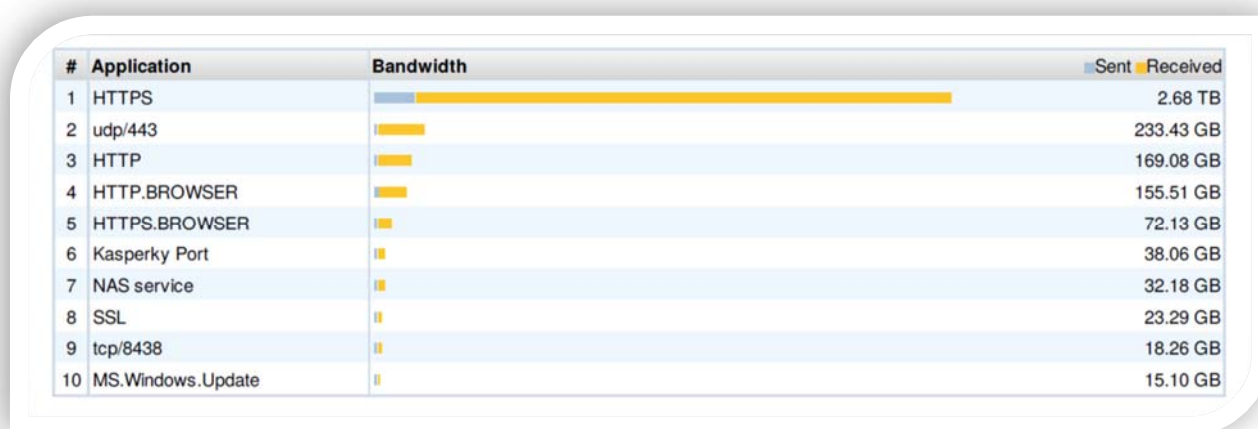 # Application Bandwidth Sent Received
1 HTTPS 2.68 TB
2 udp/443 233.43 GB
3 HTTP 169.08 GB
4 HTTP.BROWSER 155.51 GB
5 HTTPS.BROWSER 72.13 GB
6 Kasperky Port 38.06 GB
7 NAS service 32.18 GB
8 SSL 23.29 GB
9 tcp/8438 18.26 GB
10 MS.Windows.Update 15.10 GB